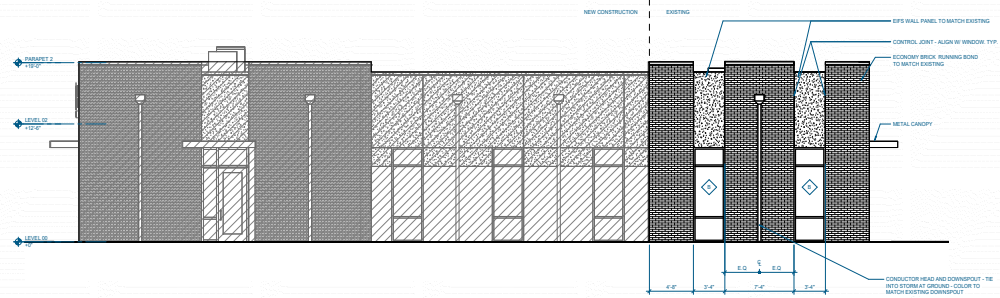 NEW CONSTRUCTION
EXISTING
EIFS WALL PANEL TO MATCH EXISTING
CONTROL JOINT - ALIGN W/ WINDOW. TYP.
ECONOMY BRICK RUNNING BOND
TO MATCH EXISTING
PARAPET 2
+19'-0"
LEVEL 02
+12'-6"
METAL CANOPY
B
B
LEVEL 00
+0"
E.Q
E.Q
4'-8"
3'-4"
7'-4"
3'-4"
CONDUCTOR HEAD AND DOWNSPOUT - TIE
INTO STORM AT GROUND - COLOR TO
MATCH EXISTING DOWNSPOUT